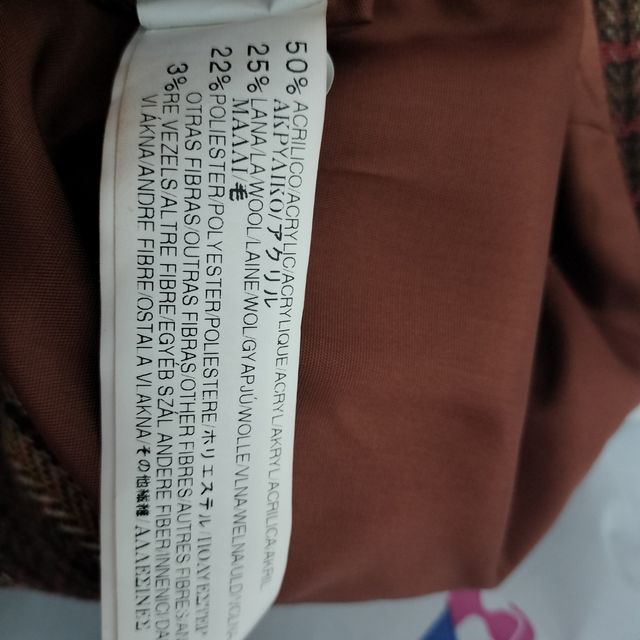 50% ACRILICO/ACRYLIC/ACRYLIQUE/ACRYL/AKRYL/ACRILICA/AKRIL
ΑΚΡΥΛΙΚΟ/アクリル
25% LANA/LA/WOOL/LAINE/WOL/GYAPJÚ/WOLLE/VLNA/WEŁNA/ULD/VOLNA
ΜΑΛΛΙ/毛
22% POLIESTER/POLYESTER/POLIESTERE/ポリエステル/ΠΟΛΥΕΣΤΕΡ
3% OTRAS FIBRAS/OUTRAS FIBRAS/OTHER FIBRES/AUTRES FIBRES/AN
RE VEZELS/ALTRE FIBRE/EGYÉB SZÁL ANDERE FIBER/INNE
VLÁKNA/ANDRE FIBRE/OSTALA VLAKNA/その他繊維/ΑΛΛΕΣ ΙΝΕΣ